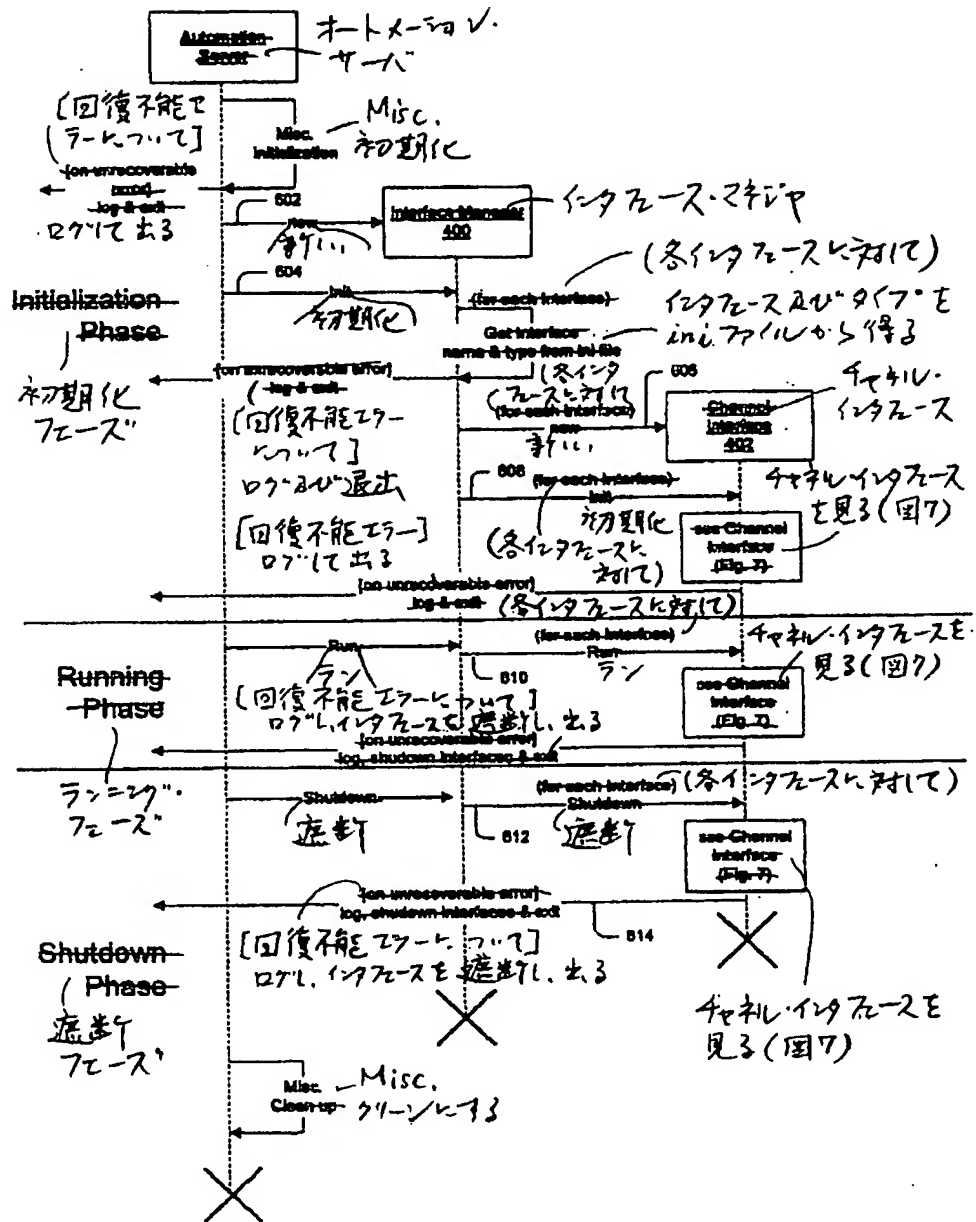 Automation
Server
オートメーション・
サーバ
[回復不能エ
ラーについて]
Misc.
Initialization
Misc.
初期化
[on unrecoverable
error]
log & exit
ログして出る
602
new
新しい
Interface Manager
400
インタフェース・マネジャ
604
Init
初期化
(for each interface)
(各インタフェースに対して)
Initialization
Phase
初期化
フェーズ
Get interface
name & type from ini file
インタフェース及びタイプを
ini.ファイルから得る
[on unrecoverable error]
log & exit
[回復不能エラー
について]
ログ及び退出
(各インタ
フェースに対して
(for each interface)
new
新しい
606
Channel
Interface
402
チャネル・
インタフェース
608
(for each interface)
Init
初期化
(各インタフェースに
対して)
see Channel
Interface
(Fig. 7)
チャネル・インタフェース
を見る(図7)
[回復不能エラー]
ログして出る
[on unrecoverable error]
log & exit
(各インタフェースに対して)
Running
Phase
ランニング・
フェーズ
Run
ラン
(for each interface)
Run
ラン
610
see Channel
Interface
(Fig. 7)
チャネル・インタフェースを
見る(図7)
[回復不能エラーについて]
ログし、インタフェースを遮断し、出る
[on unrecoverable error]
log, shudown interfaces & exit
Shutdown
遮断
(for each interface)
(各インタフェースに対して)
Shutdown
遮断
612
see Channel
Interface
(Fig. 7)
チャネル・インタフェースを
見る(図7)
[on unrecoverable error]
log, shudown interfaces & exit
614
[回復不能エラーについて]
ログし、インタフェースを遮断し、出る
Shutdown
Phase
遮断
フェーズ
Misc.
Clean up
Misc.
クリーンにする